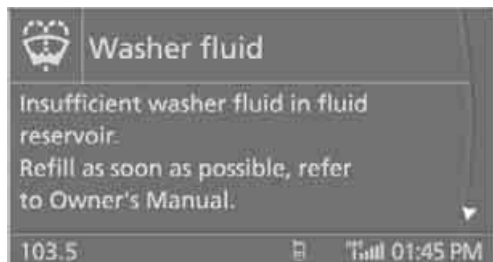 Washer fluid
Insufficient washer fluid in fluid
reservoir.
Refill as soon as possible, refer
to Owner's Manual.
103.5 01:45 PM